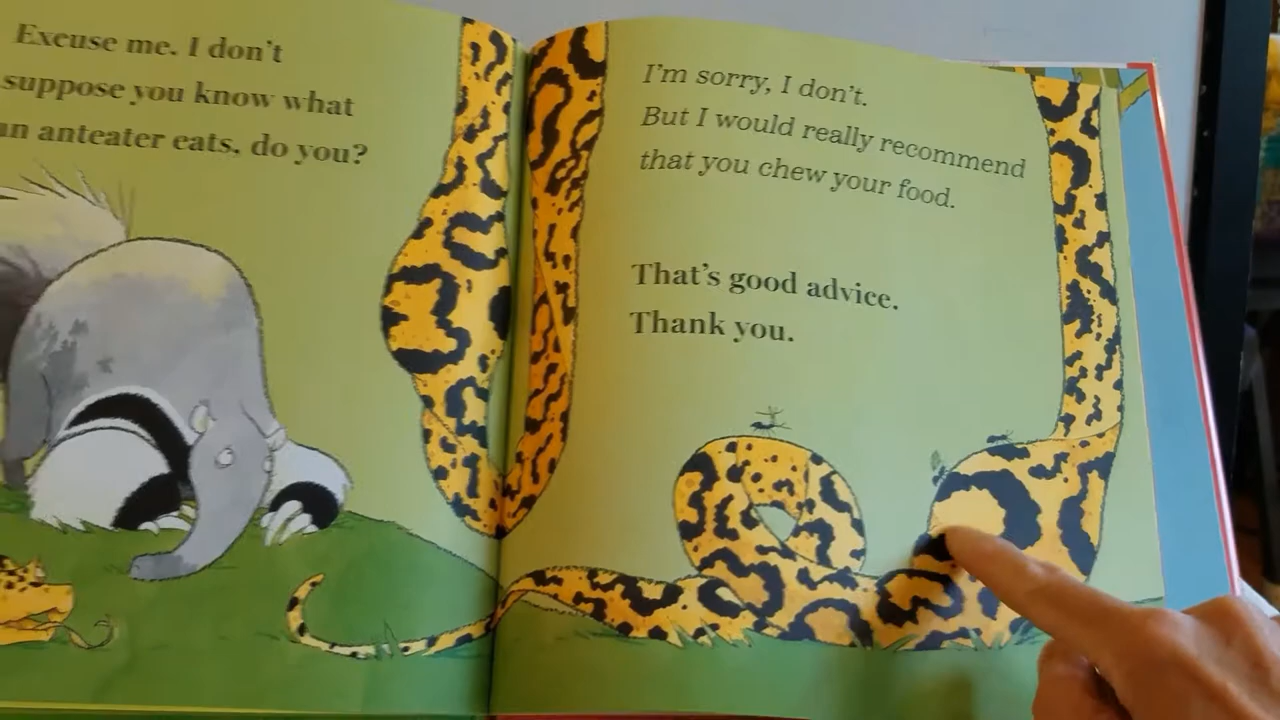 Excuse me. I don't
suppose you know what
an anteater eats, do you?
I'm sorry, I don't.
But I would really recommend
that you chew your food.
That's good advice.
Thank you.